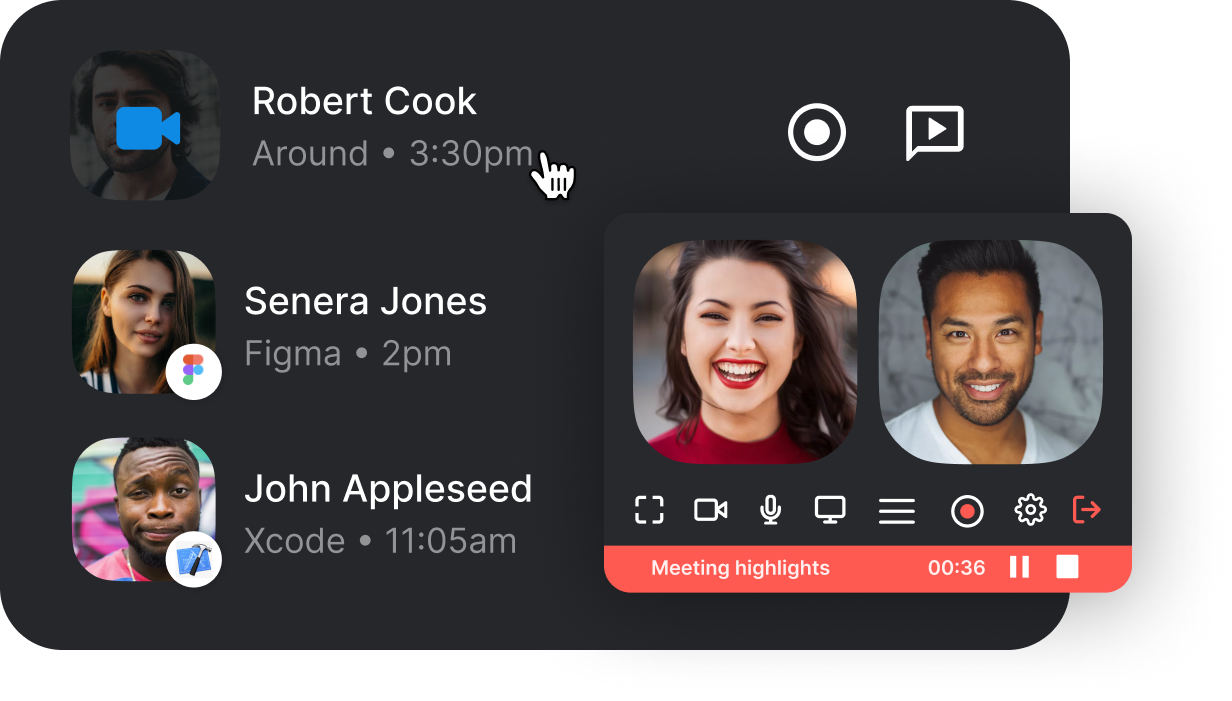 Robert Cook
Around • 3:30pm
Senera Jones
Figma • 2pm
John Appleseed
Xcode • 11:05am
Meeting highlights 00:36